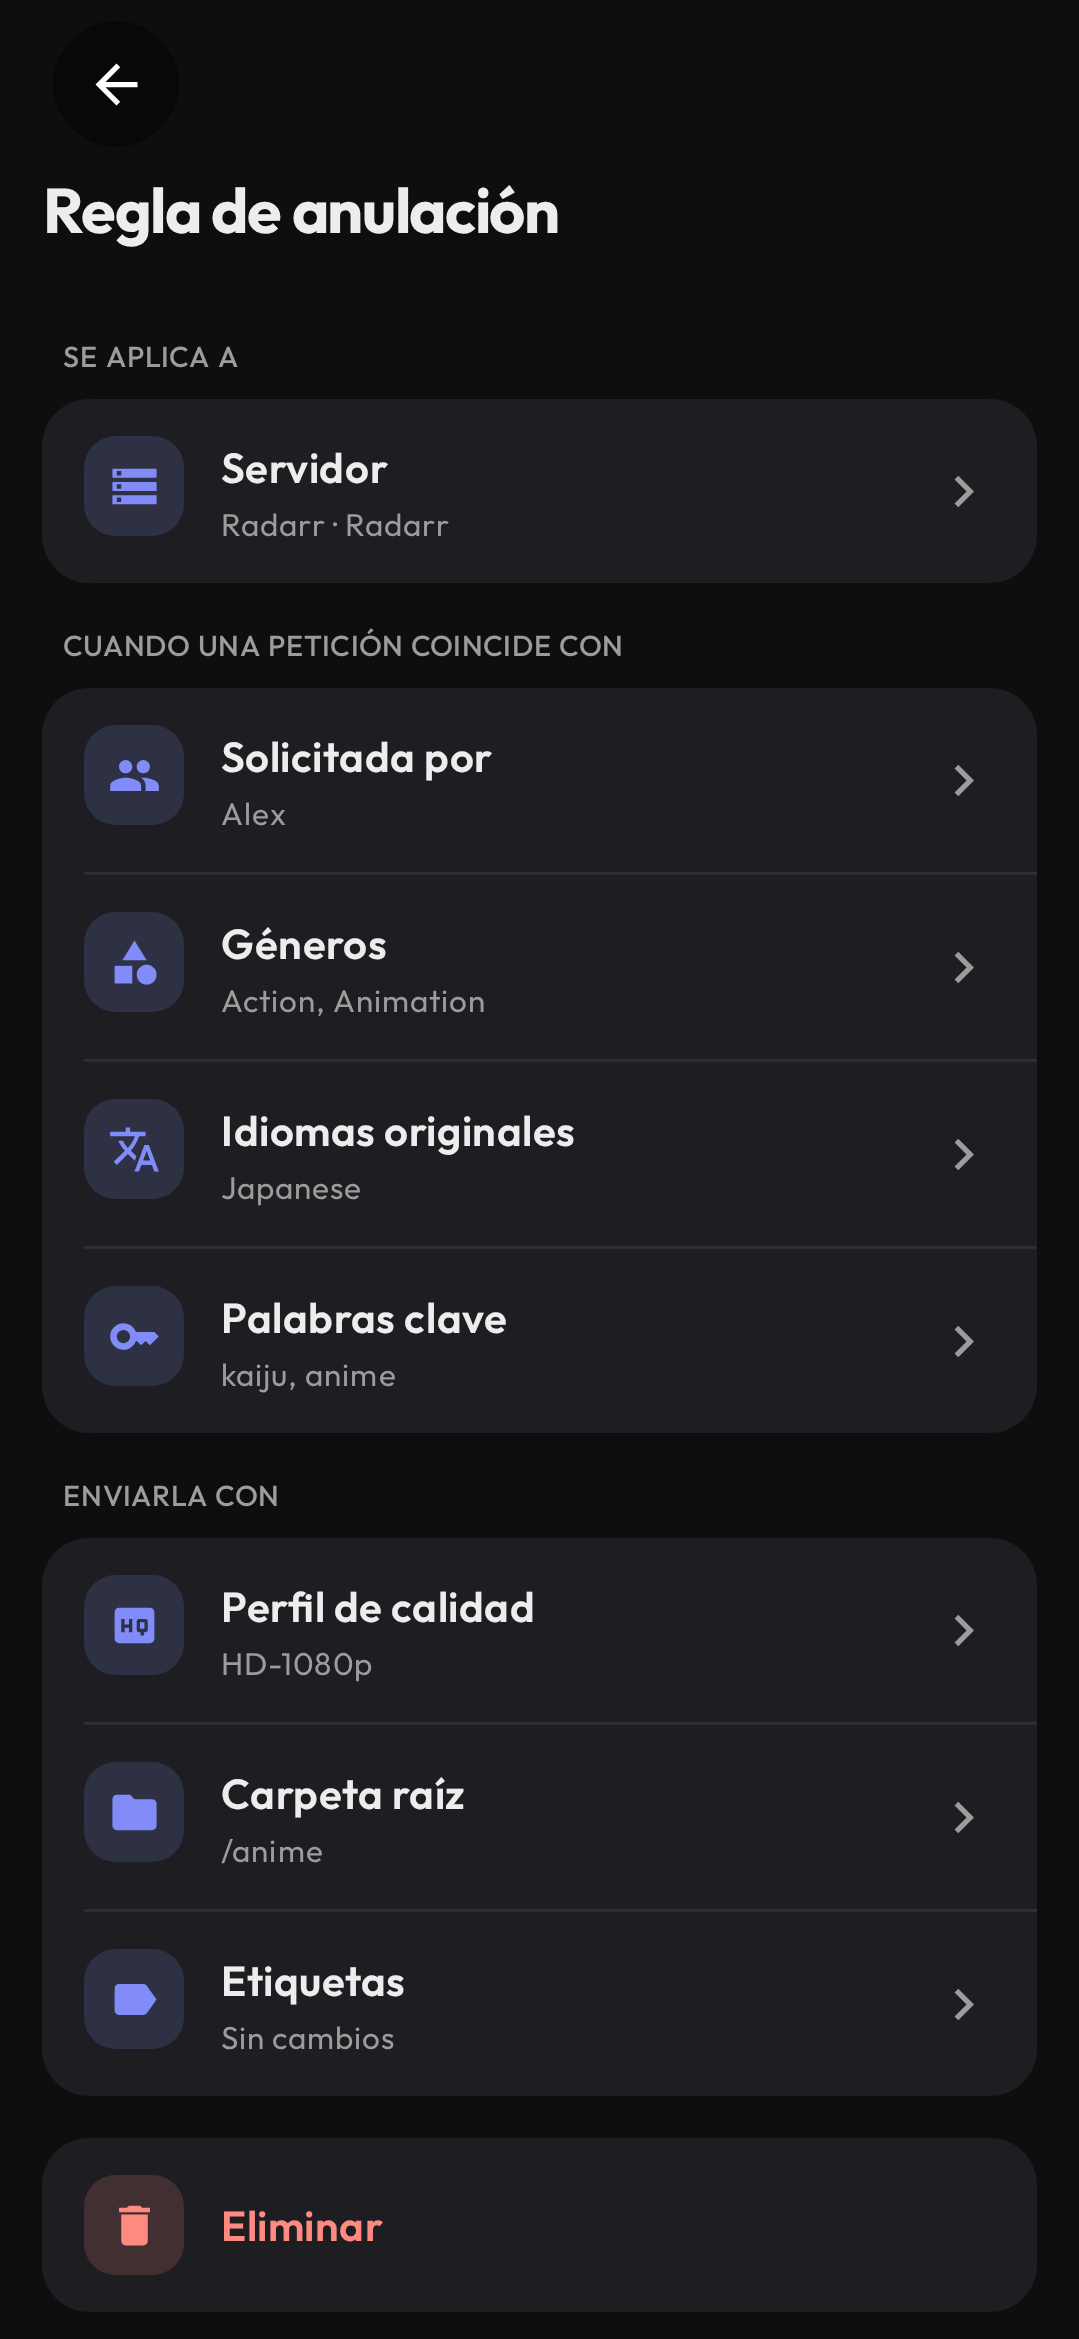 Regla de anulación
SE APLICA A
Servidor
Radarr · Radarr
CUANDO UNA PETICIÓN COINCIDE CON
Solicitada por
Alex
Géneros
Action, Animation
Idiomas originales
Japanese
Palabras clave
kaiju, anime
ENVIARLA CON
HQ
Perfil de calidad
HD-1080p
Carpeta raíz
/anime
Etiquetas
Sin cambios
Eliminar